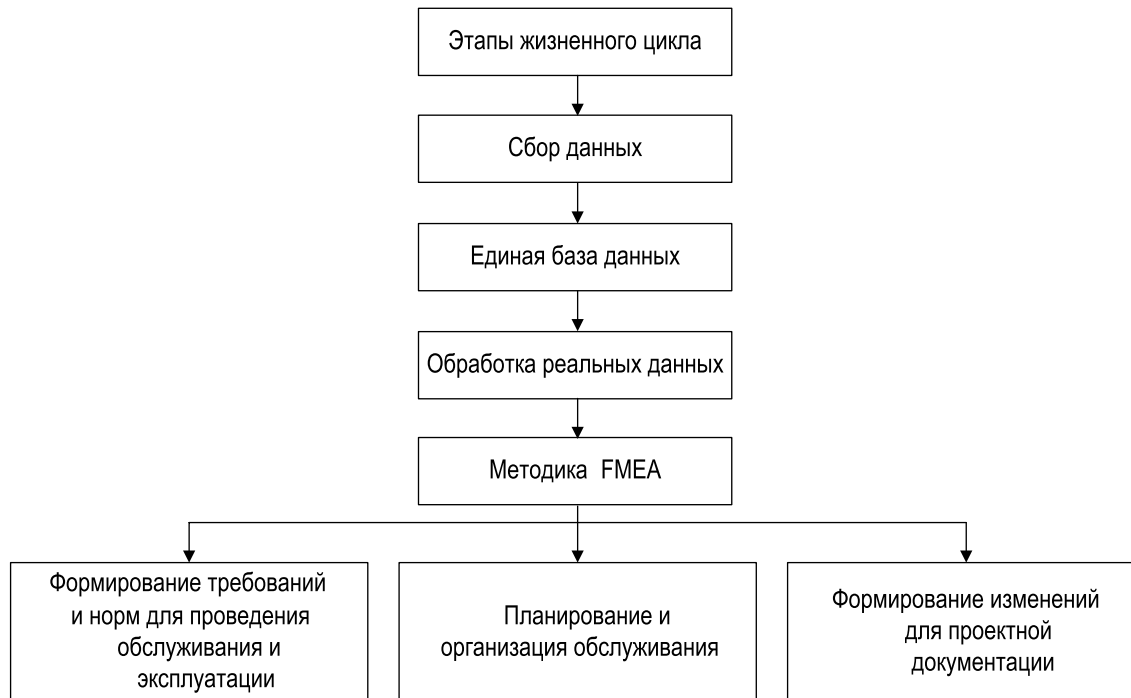 Этапы жизненного цикла
Сбор данных
Единая база данных
Обработка реальных данных
Методика FMEA
Формирование требований
и норм для проведения
обслуживания и
эксплуатации
Планирование и
организация обслуживания
Формирование изменений
для проектной
документации